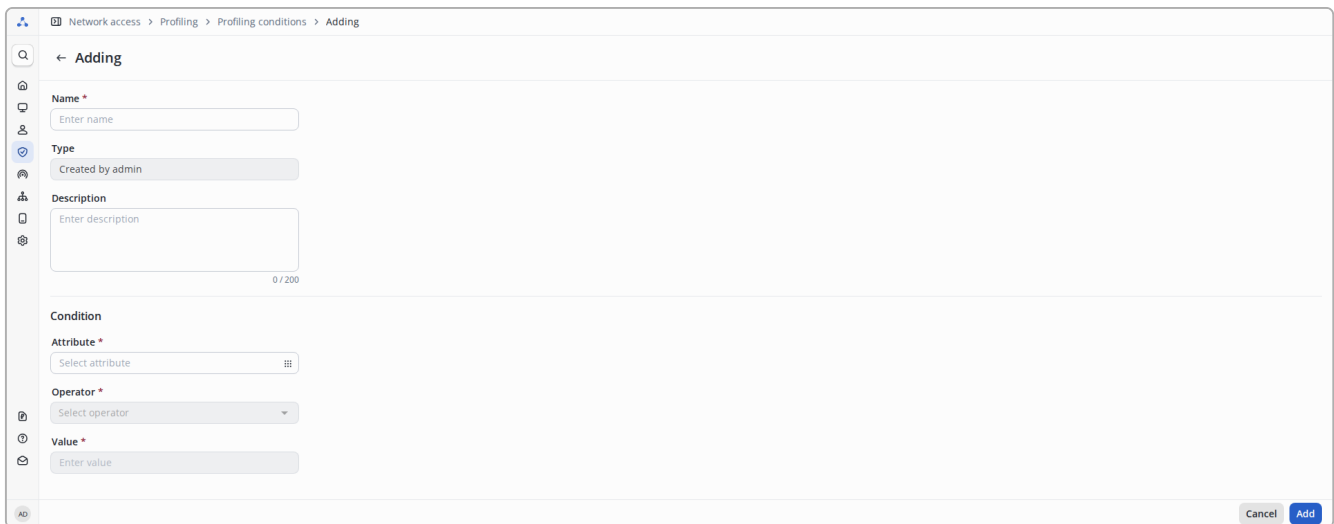 Network access > Profiling > Profiling conditions > Adding
← Adding
Name *
Enter name
Type
Created by admin
Description
Enter description
0 / 200
Condition
Attribute *
Select attribute
Operator *
Select operator
Value *
Enter value
AD
Cancel
Add